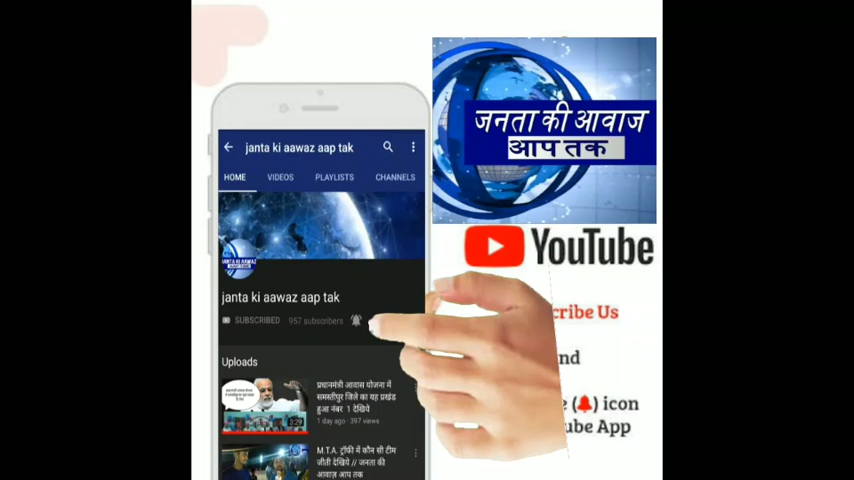 janta ki aawaz aap tak
HOME VIDEOS PLAYLISTS CHANNELS
JANTA KI AAWAZ
janta ki aawaz aap tak
SUBSCRIBED 957 subscribers
Uploads
प्रधानमंत्री आवास योजना में
समस्तीपुर जिले का यह प्रखंड
हुआ नंबर 1 देखिये
1 day ago · 397 views
3:29
M.T.A. ट्रॉफी में कौन सी टीम
जीती देखिये // जनता की
आवाज़ आप तक
जनता की आवाज
आप तक
YouTube
cribe Us
nd
e ( ) icon
ube App